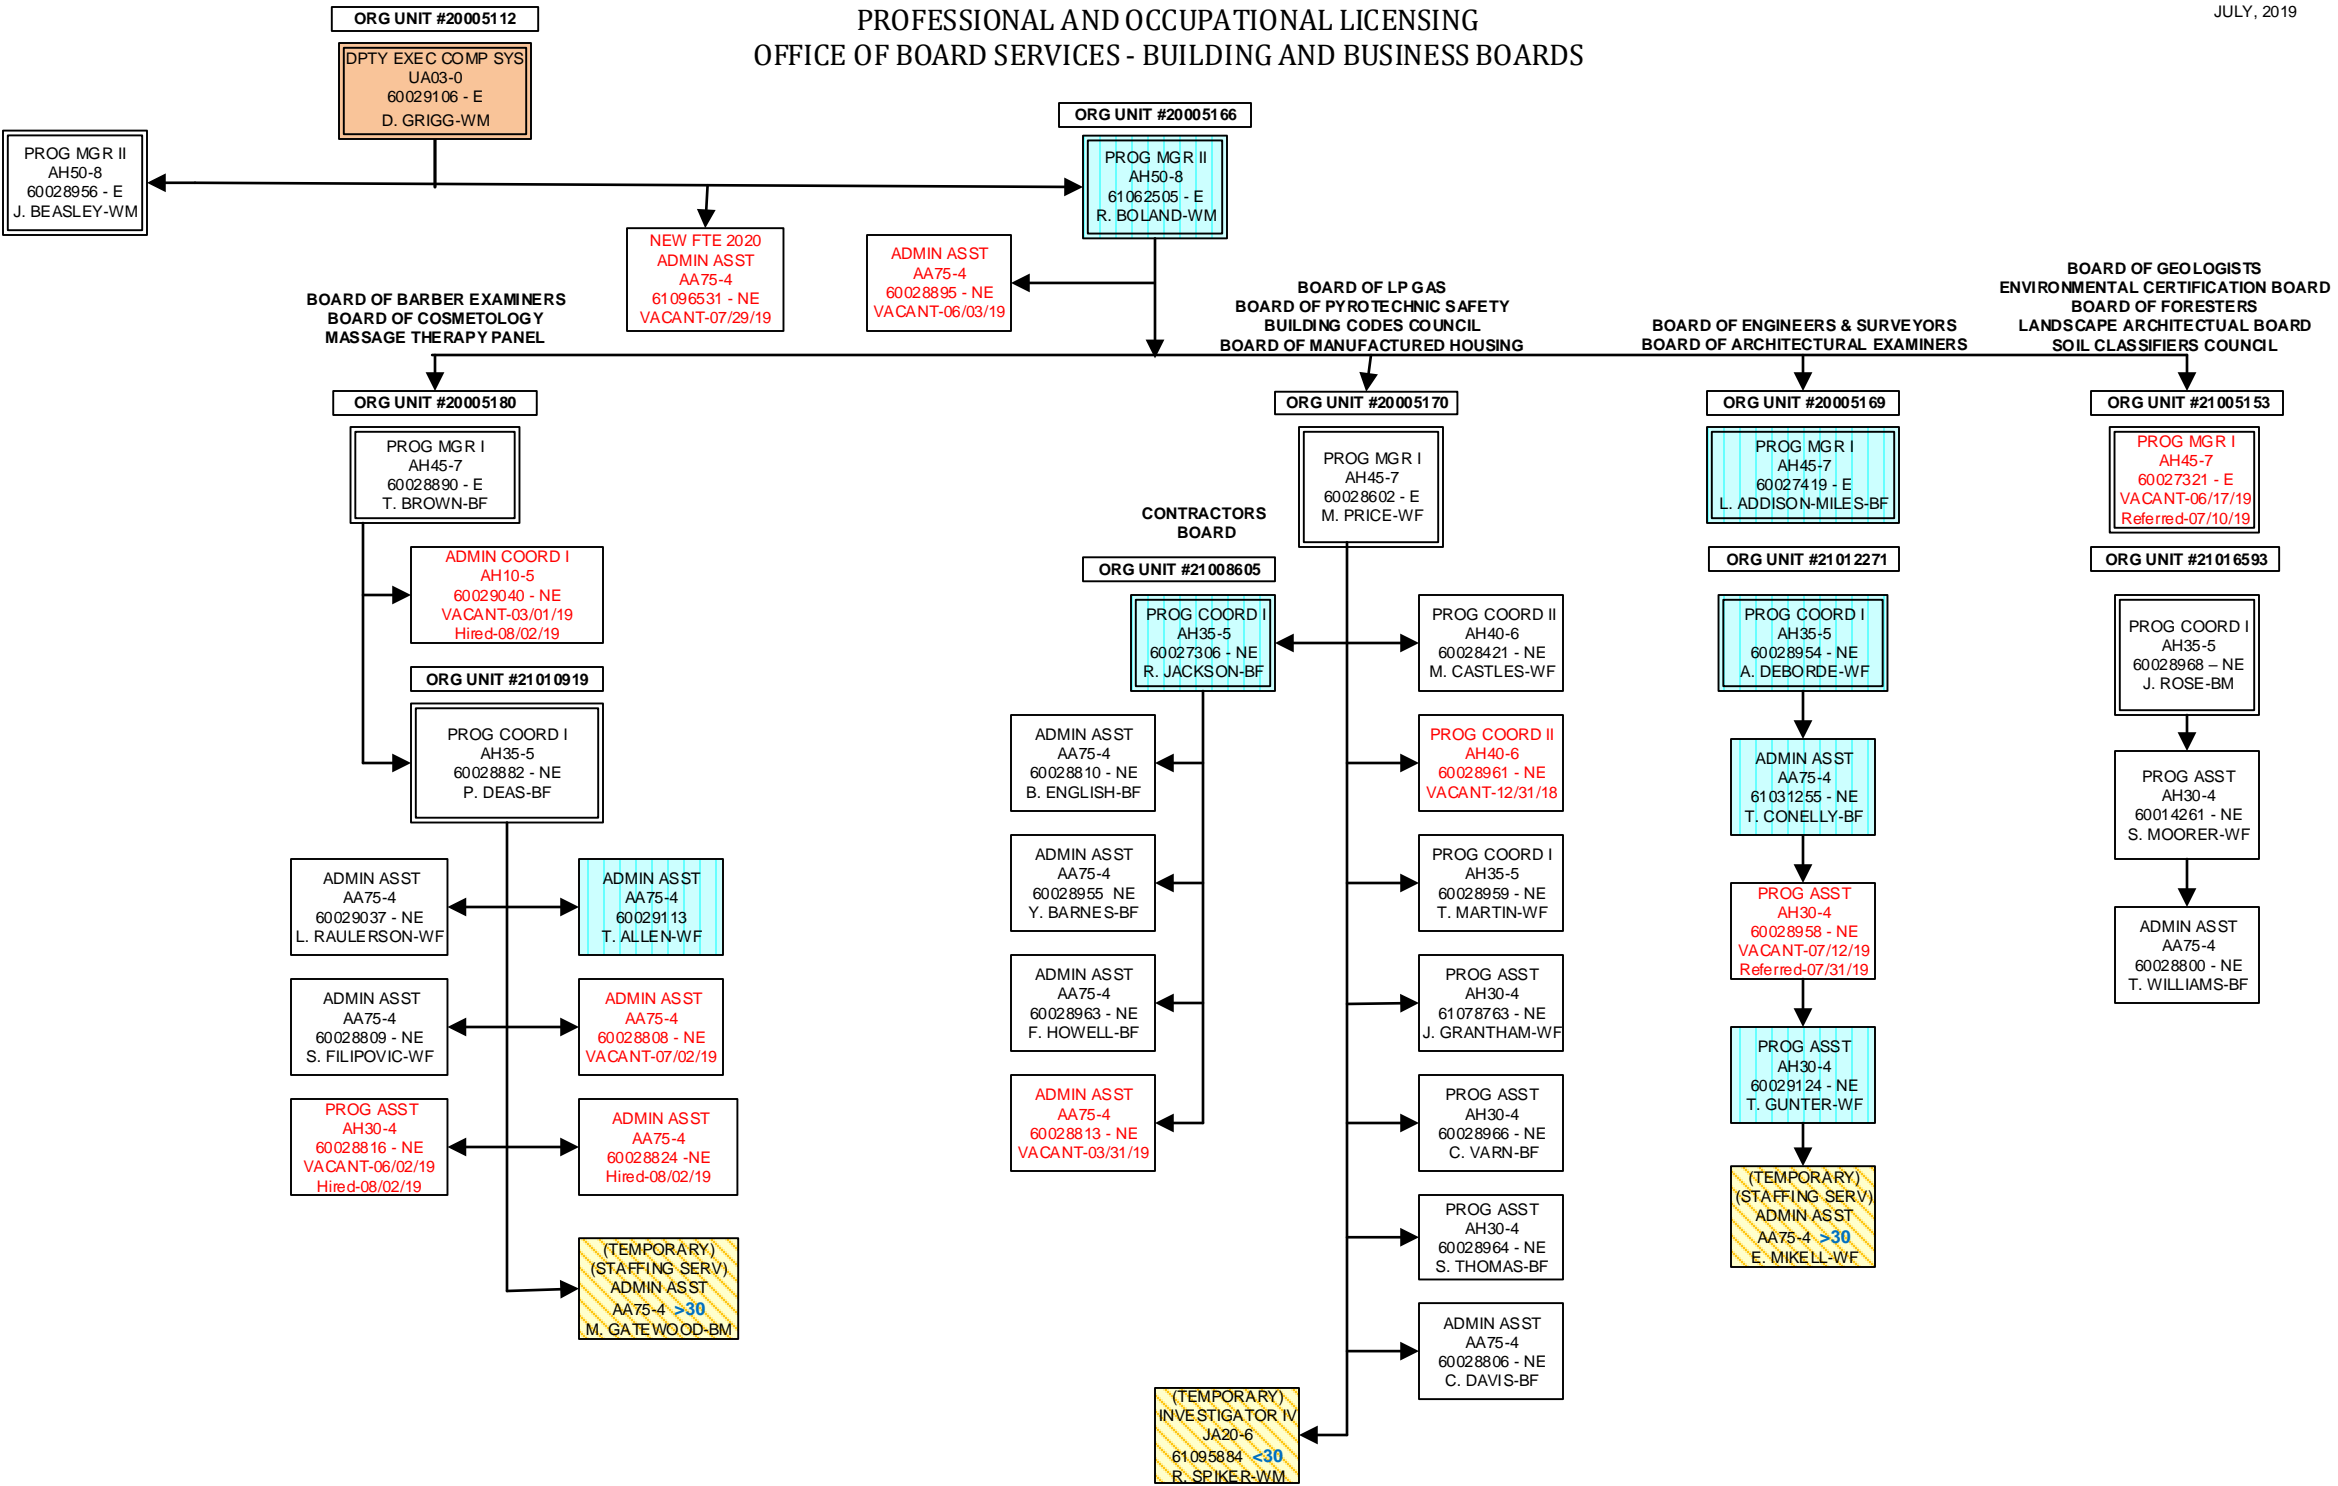 JULY, 2019
PROFESSIONAL AND OCCUPATIONAL LICENSING
OFFICE OF BOARD SERVICES - BUILDING AND BUSINESS BOARDS
ORG UNIT #20005112
DPTY EXEC COMP SYS
UA03-0
60029106 - E
D. GRIGG-WM
PROG MGR II
AH50-8
60028956 - E
J. BEASLEY-WM
ORG UNIT #20005166
PROG MGR II
AH50-8
61062505 - E
R. BOLAND-WM
NEW FTE 2020
ADMIN ASST
AA75-4
61096531 - NE
VACANT-07/29/19
ADMIN ASST
AA75-4
60028895 - NE
VACANT-06/03/19
BOARD OF BARBER EXAMINERS
BOARD OF COSMETOLOGY
MASSAGE THERAPY PANEL
ORG UNIT #20005180
PROG MGR I
AH45-7
60028890 - E
T. BROWN-BF
ADMIN COORD I
AH10-5
60029040 - NE
VACANT-03/01/19
Hired-08/02/19
ORG UNIT #21010919
PROG COORD I
AH35-5
60028882 - NE
P. DEAS-BF
ADMIN ASST
AA75-4
60029037 - NE
L. RAULERSON-WF
ADMIN ASST
AA75-4
60029113
T. ALLEN-WF
ADMIN ASST
AA75-4
60028809 - NE
S. FILIPOVIC-WF
ADMIN ASST
AA75-4
60028808 - NE
VACANT-07/02/19
PROG ASST
AH30-4
60028816 - NE
VACANT-06/02/19
Hired-08/02/19
ADMIN ASST
AA75-4
60028824 -NE
Hired-08/02/19
(TEMPORARY)
(STAFFING SERV)
ADMIN ASST
AA75-4 >30
M. GATEWOOD-BM
BOARD OF LP GAS
BOARD OF PYROTECHNIC SAFETY
BUILDING CODES COUNCIL
BOARD OF MANUFACTURED HOUSING
ORG UNIT #20005170
PROG MGR I
AH45-7
60028602 - E
M. PRICE-WF
CONTRACTORS
BOARD
ORG UNIT #21008605
PROG COORD I
AH35-5
60027306 - NE
R. JACKSON-BF
ADMIN ASST
AA75-4
60028810 - NE
B. ENGLISH-BF
ADMIN ASST
AA75-4
60028955 NE
Y. BARNES-BF
ADMIN ASST
AA75-4
60028963 - NE
F. HOWELL-BF
ADMIN ASST
AA75-4
60028813 - NE
VACANT-03/31/19
PROG COORD II
AH40-6
60028421 - NE
M. CASTLES-WF
PROG COORD II
AH40-6
60028961 - NE
VACANT-12/31/18
PROG COORD I
AH35-5
60028959 - NE
T. MARTIN-WF
PROG ASST
AH30-4
61078763 - NE
J. GRANTHAM-WF
PROG ASST
AH30-4
60028966 - NE
C. VARN-BF
PROG ASST
AH30-4
60028964 - NE
S. THOMAS-BF
ADMIN ASST
AA75-4
60028806 - NE
C. DAVIS-BF
(TEMPORARY)
INVESTIGATOR IV
JA20-6
61095884 <30
R. SPIKER-WM
BOARD OF ENGINEERS & SURVEYORS
BOARD OF ARCHITECTURAL EXAMINERS
ORG UNIT #20005169
PROG MGR I
AH45-7
60027419 - E
L. ADDISON-MILES-BF
ORG UNIT #21012271
PROG COORD I
AH35-5
60028954 - NE
A. DEBORDE-WF
ADMIN ASST
AA75-4
61031255 - NE
T. CONELLY-BF
PROG ASST
AH30-4
60028958 - NE
VACANT-07/12/19
Referred-07/31/19
PROG ASST
AH30-4
60029124 - NE
T. GUNTER-WF
(TEMPORARY)
(STAFFING SERV)
ADMIN ASST
AA75-4 >30
E. MIKELL-WF
BOARD OF GEOLOGISTS
ENVIRONMENTAL CERTIFICATION BOARD
BOARD OF FORESTERS
LANDSCAPE ARCHITECTUAL BOARD
SOIL CLASSIFIERS COUNCIL
ORG UNIT #21005153
PROG MGR I
AH45-7
60027321 - E
VACANT-06/17/19
Referred-07/10/19
ORG UNIT #21016593
PROG COORD I
AH35-5
60028968 – NE
J. ROSE-BM
PROG ASST
AH30-4
60014261 - NE
S. MOORER-WF
ADMIN ASST
AA75-4
60028800 - NE
T. WILLIAMS-BF